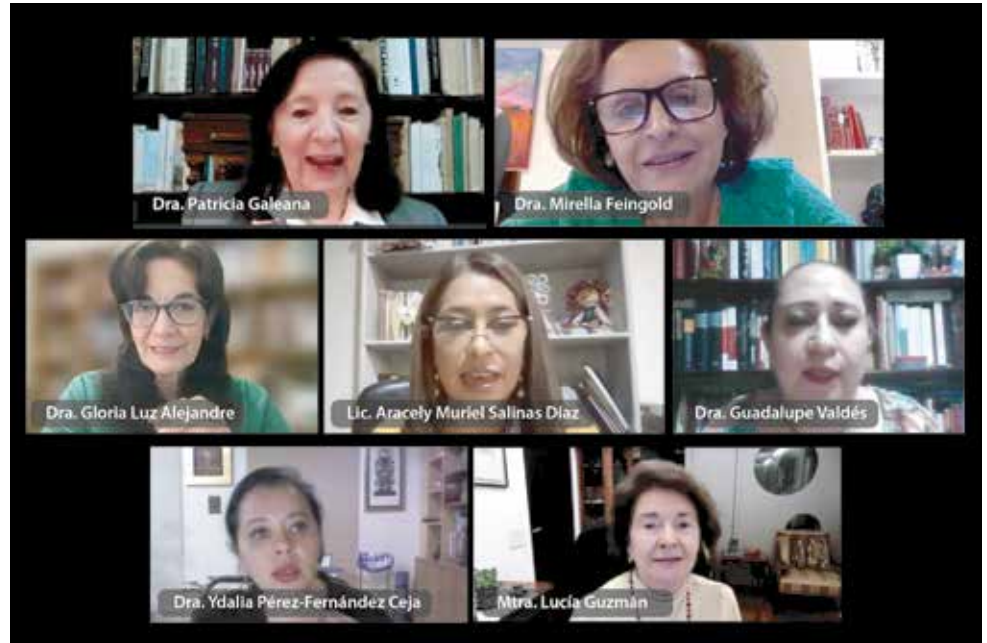 Dra. Patricia Galeana
Dra. Mirella Feingold
Dra. Gloria Luz Alejandre
Lic. Aracely Muriel Salinas Díaz
Dra. Guadalupe Valdés
Dra. Ydalia Pérez-Fernández Ceja
Mtra. Lucía Guzmán